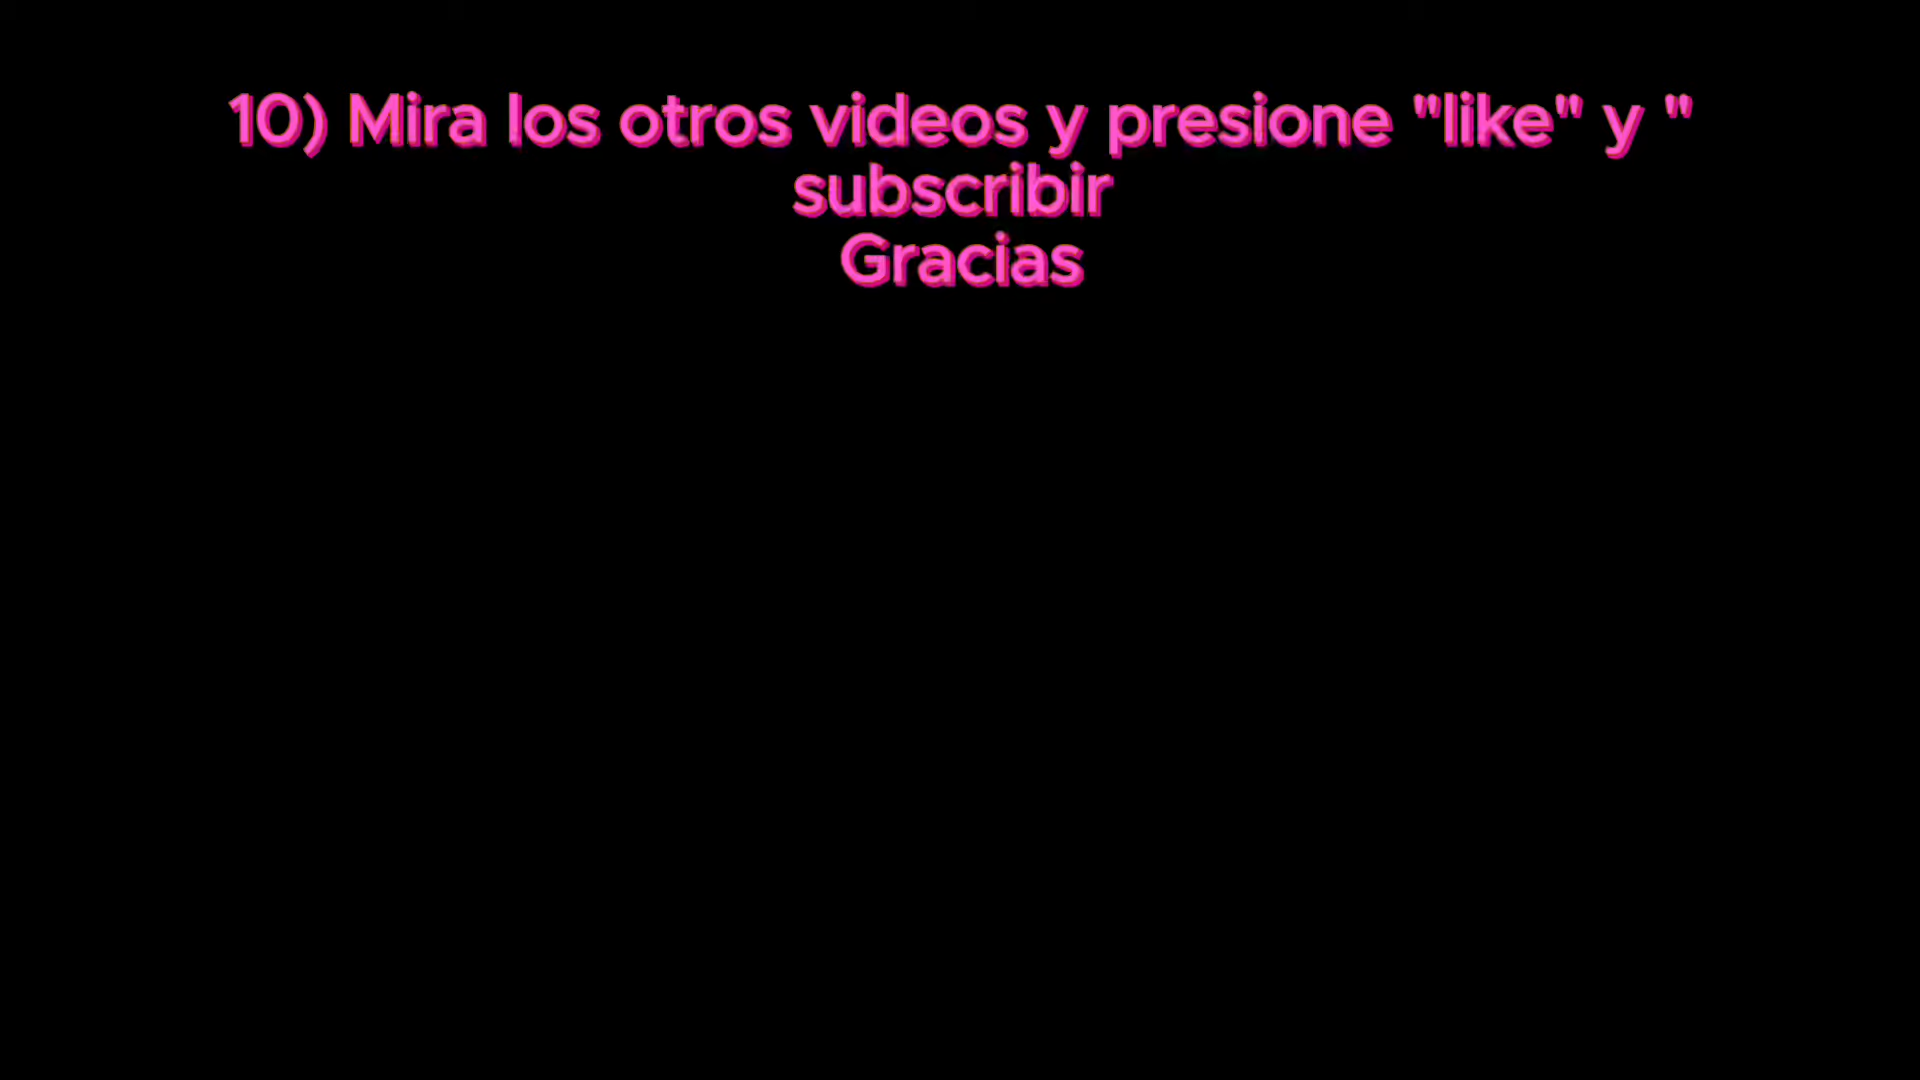 10) Mira los otros videos y presione "like" y "
subscribir
Gracias